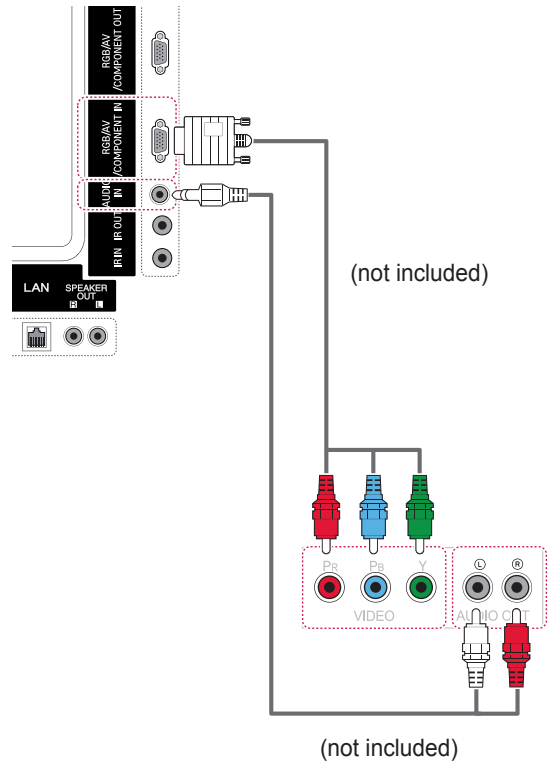 RGB/AV
/COMPONENT OUT
RGB/AV
/COMPONENT IN
AUDIO
IN
IR OUT
IR IN
LAN
SPEAKER
OUT
R L
(not included)
PR PB Y
VIDEO
L R
AUDIO OUT
(not included)